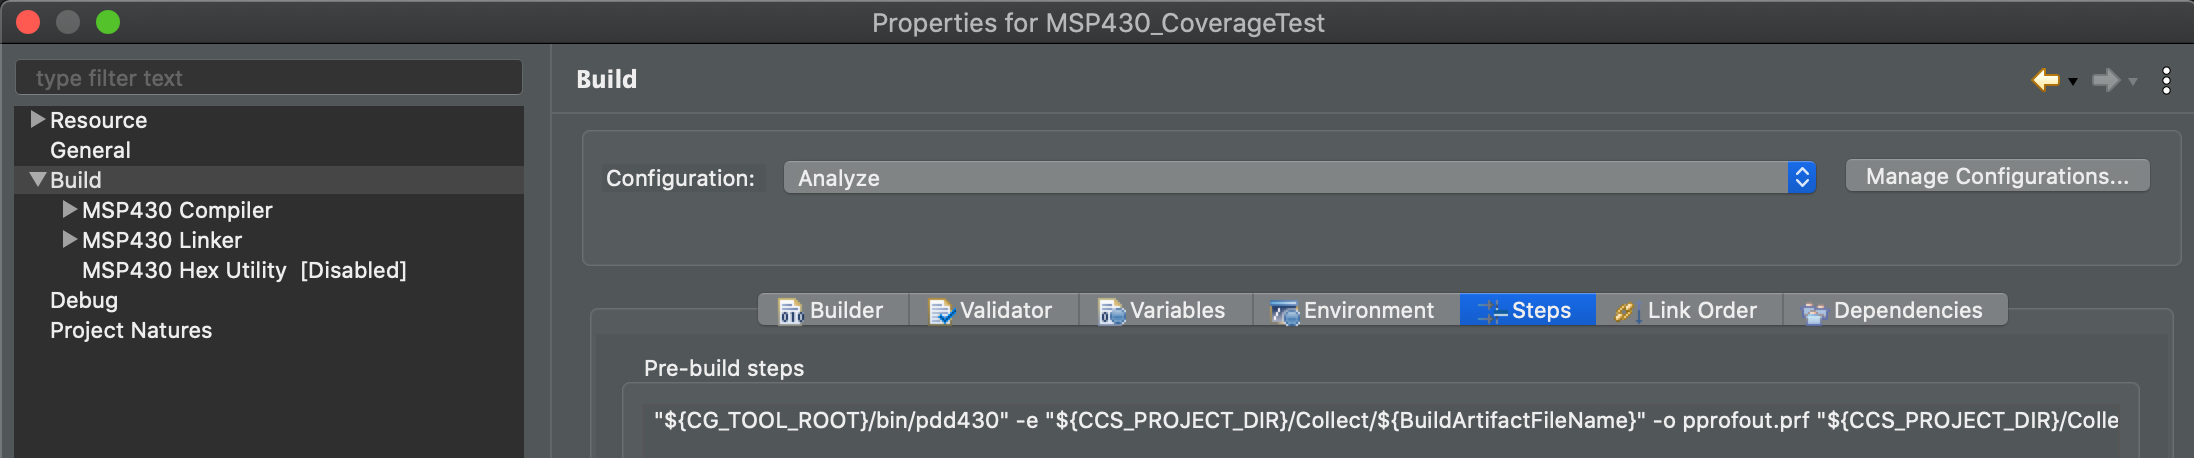 Properties for MSP430_CoverageTest
type filter text
Resource
General
Build
MSP430 Compiler
MSP430 Linker
MSP430 Hex Utility [Disabled]
Debug
Project Natures
Build
Configuration: Analyze Manage Configurations...
Builder Validator Variables Environment Steps Link Order Dependencies
Pre-build steps
"${CG_TOOL_ROOT}/bin/pdd430" -e "${CCS_PROJECT_DIR}/Collect/${BuildArtifactFileName}" -o pprofout.prf "${CCS_PROJECT_DIR}/Colle